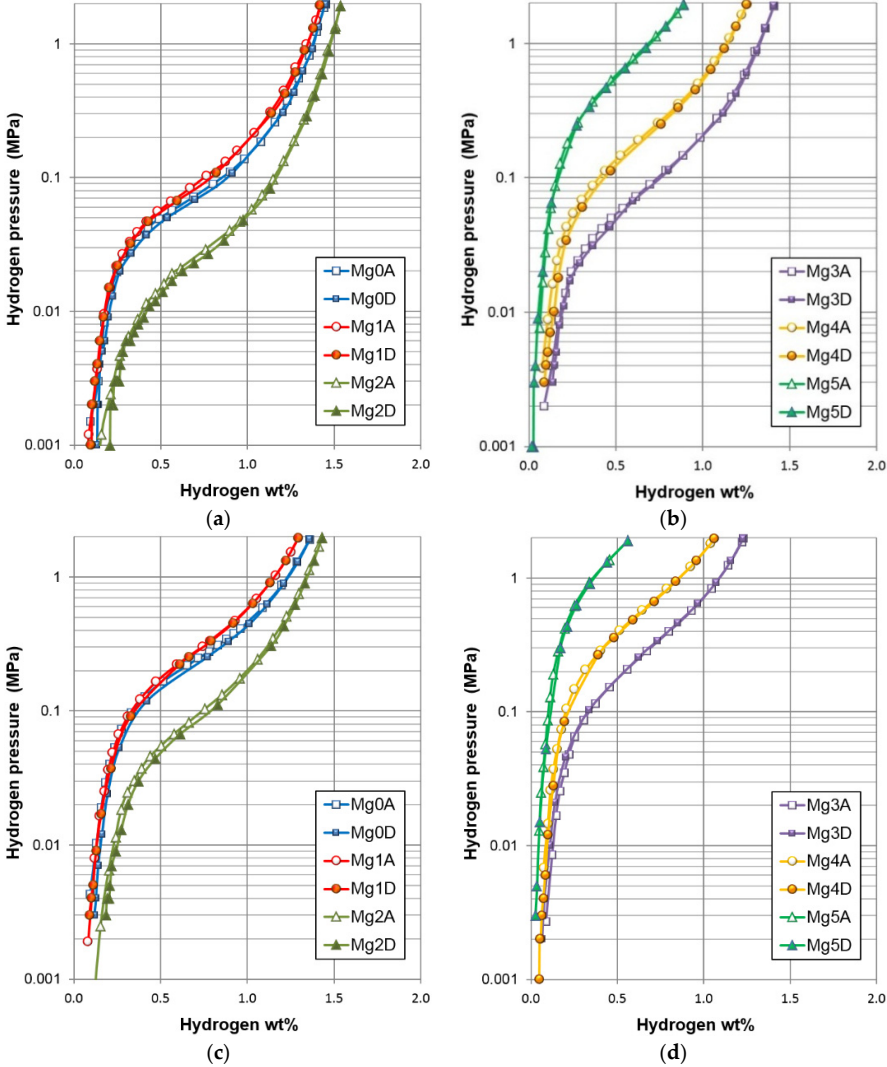 1
0.1
0.01
0.001
Hydrogen pressure (MPa)
0.0 0.5 1.0 1.5 2.0
Hydrogen wt%
Mg0A
Mg0D
Mg1A
Mg1D
Mg2A
Mg2D
(a)
1
0.1
0.01
0.001
Hydrogen pressure (MPa)
0.0 0.5 1.0 1.5 2.0
Hydrogen wt%
Mg3A
Mg3D
Mg4A
Mg4D
Mg5A
Mg5D
(b)
1
0.1
0.01
0.001
Hydrogen pressure (MPa)
0.0 0.5 1.0 1.5 2.0
Hydrogen wt%
Mg0A
Mg0D
Mg1A
Mg1D
Mg2A
Mg2D
(c)
1
0.1
0.01
0.001
Hydrogen pressure (MPa)
0.0 0.5 1.0 1.5 2.0
Hydrogen wt%
Mg3A
Mg3D
Mg4A
Mg4D
Mg5A
Mg5D
(d)